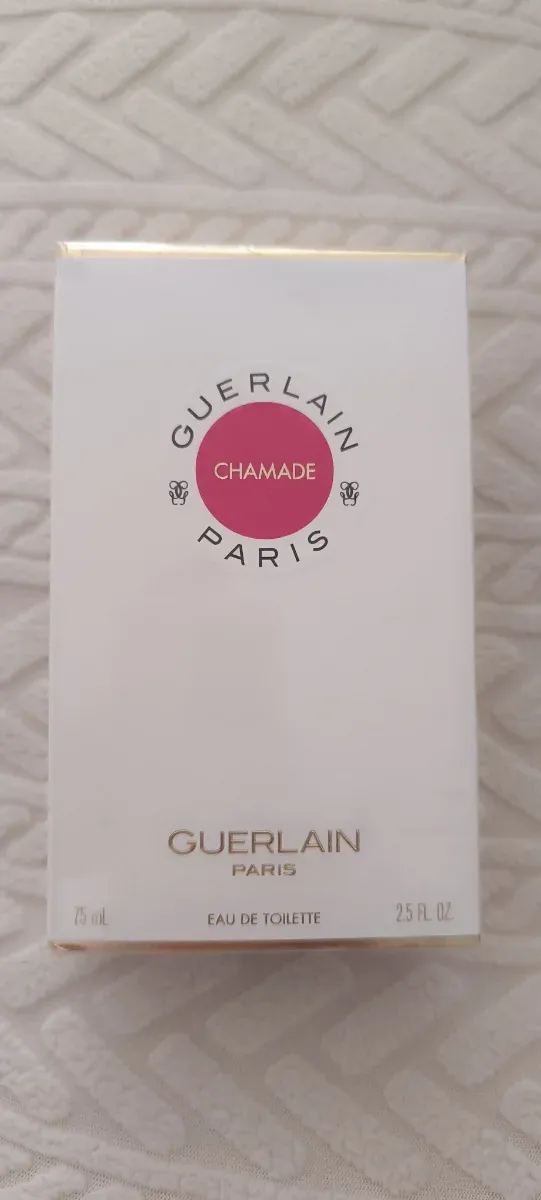 GUERLAIN
CHAMADE
PARIS
GUERLAIN
PARIS
75 mL
EAU DE TOILETTE
2.5 FL. OZ.